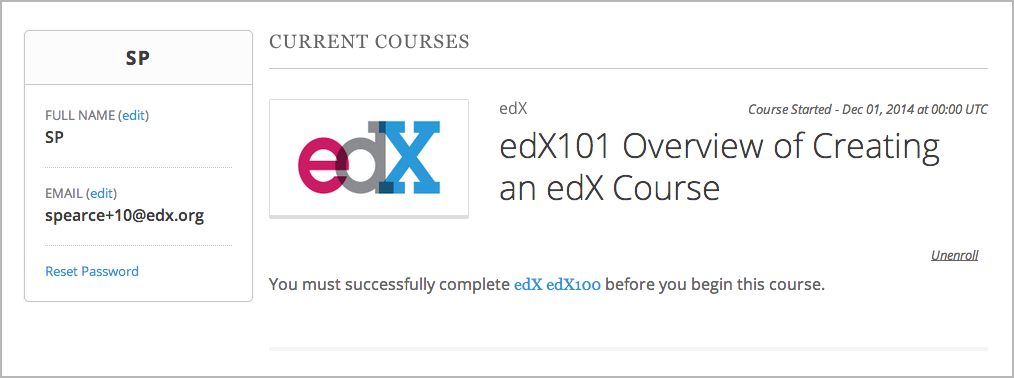 SP
FULL NAME (edit)
SP
EMAIL (edit)
spearce+10@edx.org
Reset Password
CURRENT COURSES
edX
edX
Course Started - Dec 01, 2014 at 00:00 UTC
edX101 Overview of Creating
an edX Course
Unenroll
You must successfully complete edX edX100 before you begin this course.